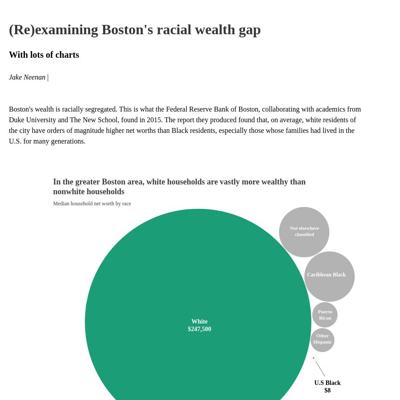 (Re)examining Boston's racial wealth gap
With lots of charts
Jake Neenan |
Boston's wealth is racially segregated. This is what the Federal Reserve Bank of Boston, collaborating with academics from
Duke University and The New School, found in 2015. The report they produced found that, on average, white residents of
the city have orders of magnitude higher net worths than Black residents, especially those whose families had lived in the
U.S. for many generations.
In the greater Boston area, white households are vastly more wealthy than
nonwhite households
Median household net worth by race
Not elsewhere
classified
Caribbean Black
Puerto
Rican
Other
Hispanic
White
$247,500
U.S Black
$8